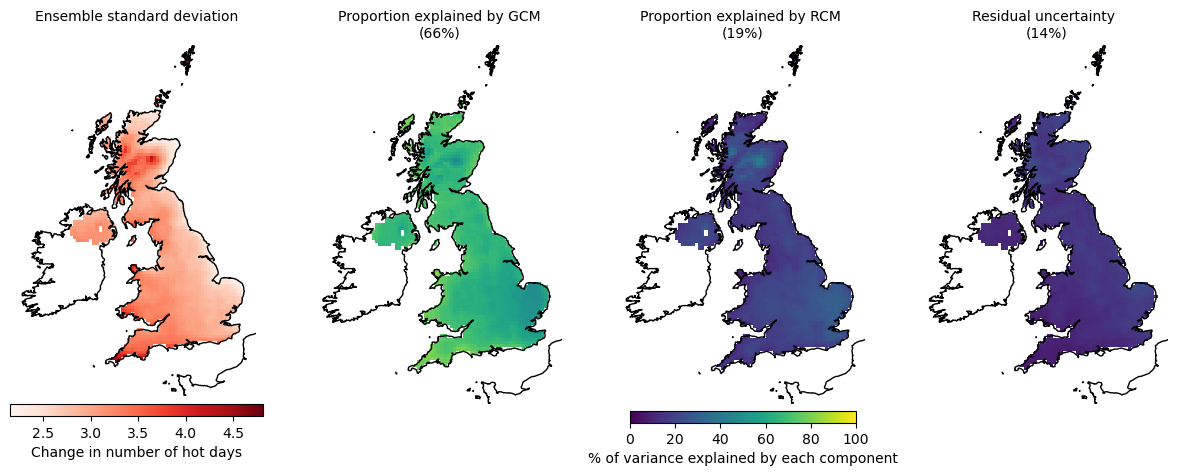 Ensemble standard deviation
Proportion explained by GCM
(66%)
Proportion explained by RCM
(19%)
Residual uncertainty
(14%)
2.5 3.0 3.5 4.0 4.5
Change in number of hot days
0 20 40 60 80 100
% of variance explained by each component